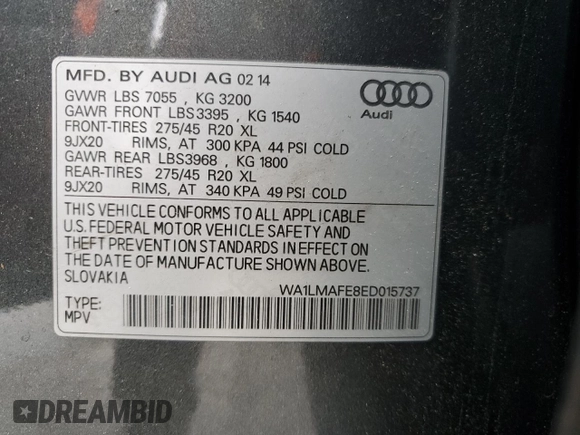 MFD. BY AUDI AG 02 14
GVWR LBS 7055 , KG 3200
GAWR FRONT LBS3395 , KG 1540
FRONT-TIRES 275/45 R20 XL
9JX20 RIMS, AT 300 KPA 44 PSI COLD
GAWR REAR LBS3968 , KG 1800
REAR-TIRES 275/45 R20 XL
9JX20 RIMS, AT 340 KPA 49 PSI COLD
Audi
THIS VEHICLE CONFORMS TO ALL APPLICABLE
U.S. FEDERAL MOTOR VEHICLE SAFETY AND
THEFT PREVENTION STANDARDS IN EFFECT ON
THE DATE OF MANUFACTURE SHOWN ABOVE.
SLOVAKIA
WA1LMAFE8ED015737
TYPE:
MPV
DREAMBID